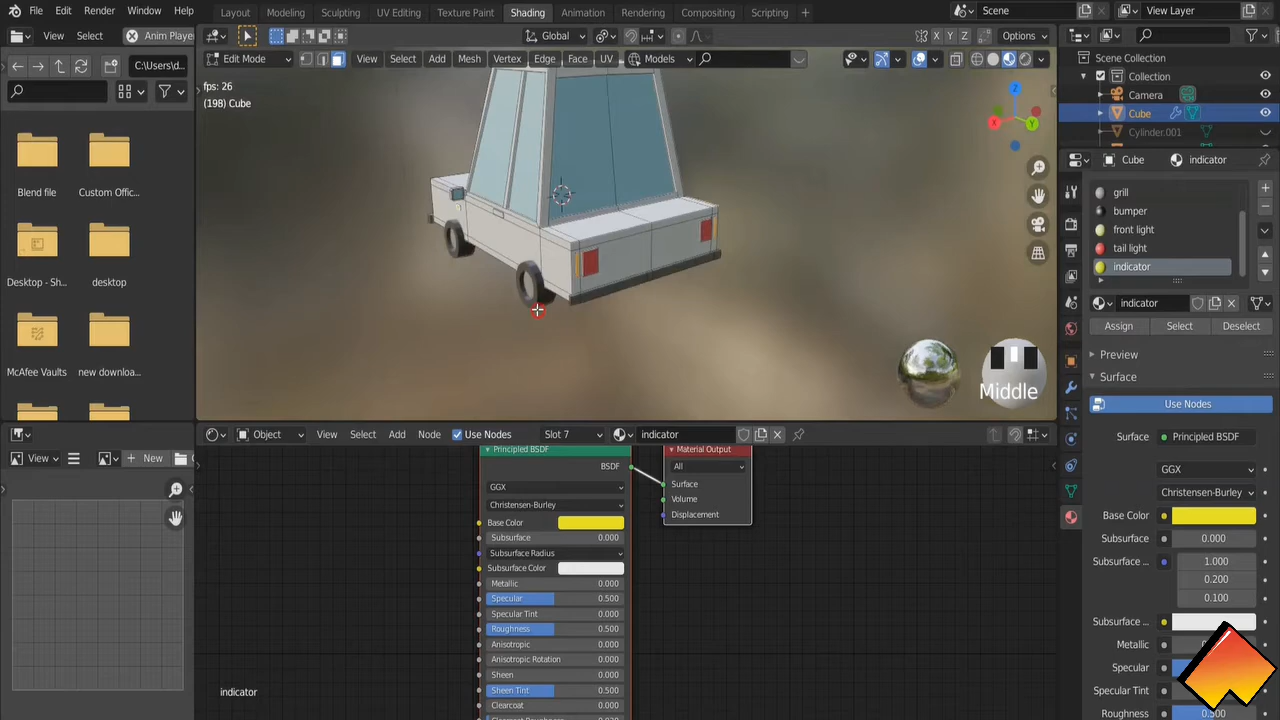 File Edit Render Window Help
Layout Modeling Sculpting UV Editing Texture Paint Shading Animation Rendering Compositing Scripting +
Scene
View Layer
View Select Anim Player
Global
X Y Z Options
C:\Users\d...
Edit Mode View Select Add Mesh Vertex Edge Face UV Models
fps: 26
(198) Cube
Blend file
Custom Offic...
Desktop - Sh...
desktop
McAfee Vaults
new downloa...
Z
X
Y
Middle
Scene Collection
Collection
Camera
Cube
Cylinder.001
Cube indicator
grill
bumper
front light
tail light
indicator
indicator
Assign Select Deselect
Preview
Surface
Use Nodes
Surface Principled BSDF
GGX
Christensen-Burley
Base Color
Subsurface 0.000
Subsurface ... 1.000
0.200
0.100
Subsurface ...
Metallic
Specular
Specular Tint
Roughness 0.500
View New
Object View Select Add Node Use Nodes Slot 7 indicator
Principled BSDF
BSDF
GGX
Christensen-Burley
Base Color
Subsurface 0.000
Subsurface Radius
Subsurface Color
Metallic 0.000
Specular 0.500
Specular Tint 0.000
Roughness 0.500
Anisotropic 0.000
Anisotropic Rotation 0.000
Sheen 0.000
Sheen Tint 0.500
Clearcoat 0.000
Material Output
All
Surface
Volume
Displacement
indicator